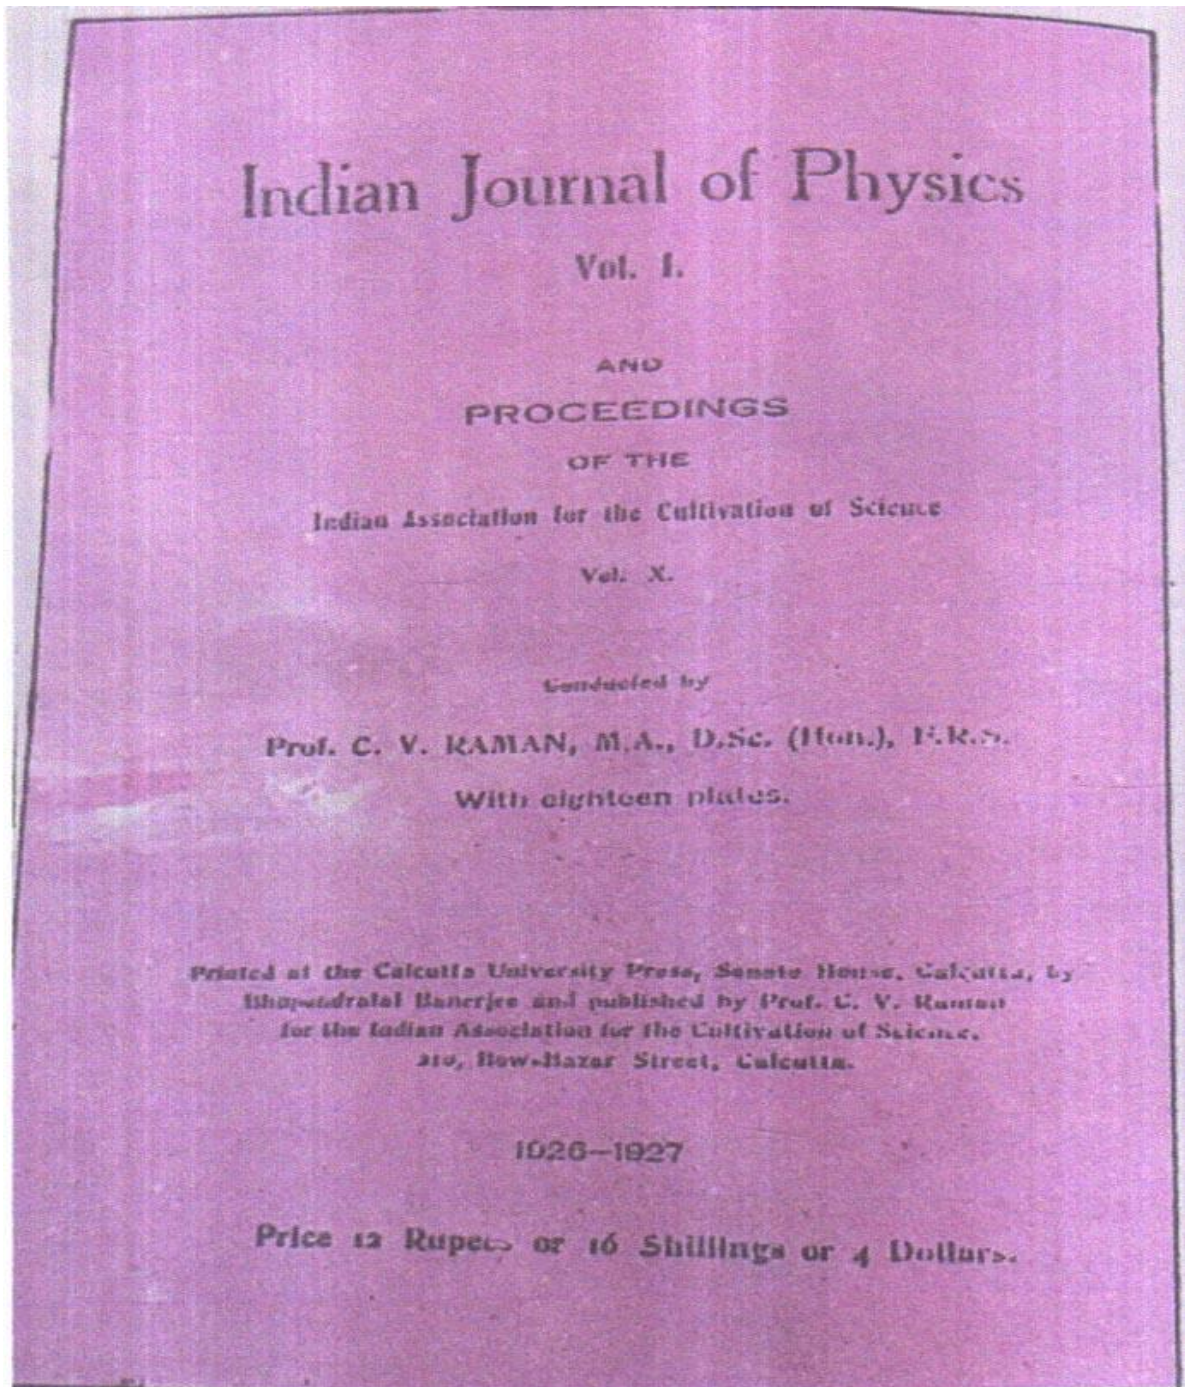 Indian Journal of Physics
Vol. I.
AND
PROCEEDINGS
OF THE
Indian Association for the Cultivation of Science
Vol. X.
Conducted by
Prof. C. V. RAMAN, M.A., D.Sc. (Hon.), F.R.S.
With eighteen plates.
Printed at the Calcutta University Press, Senate House, Calcutta, by
Bhupendralal Banerjee and published by Prof. C. V. Raman
for the Indian Association for the Cultivation of Science.
210, Bow-Bazar Street, Calcutta.
1926–1927
Price 12 Rupees or 16 Shillings or 4 Dollars.